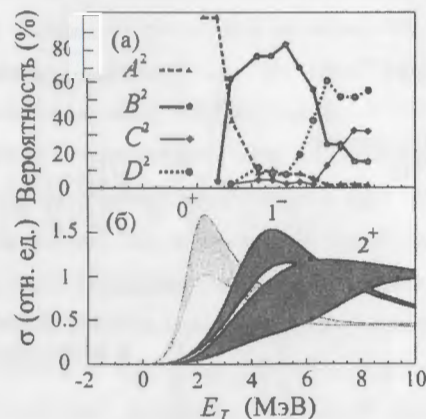 Вероятность (%)
80
60
40
20
0
(а)
A²
B²
C²
D²
σ (отн. ед.)
1.5
1
0.5
0
(б)
0⁺
1⁻
2⁺
-2
0
2
4
6
8
10
E_T (МэВ)